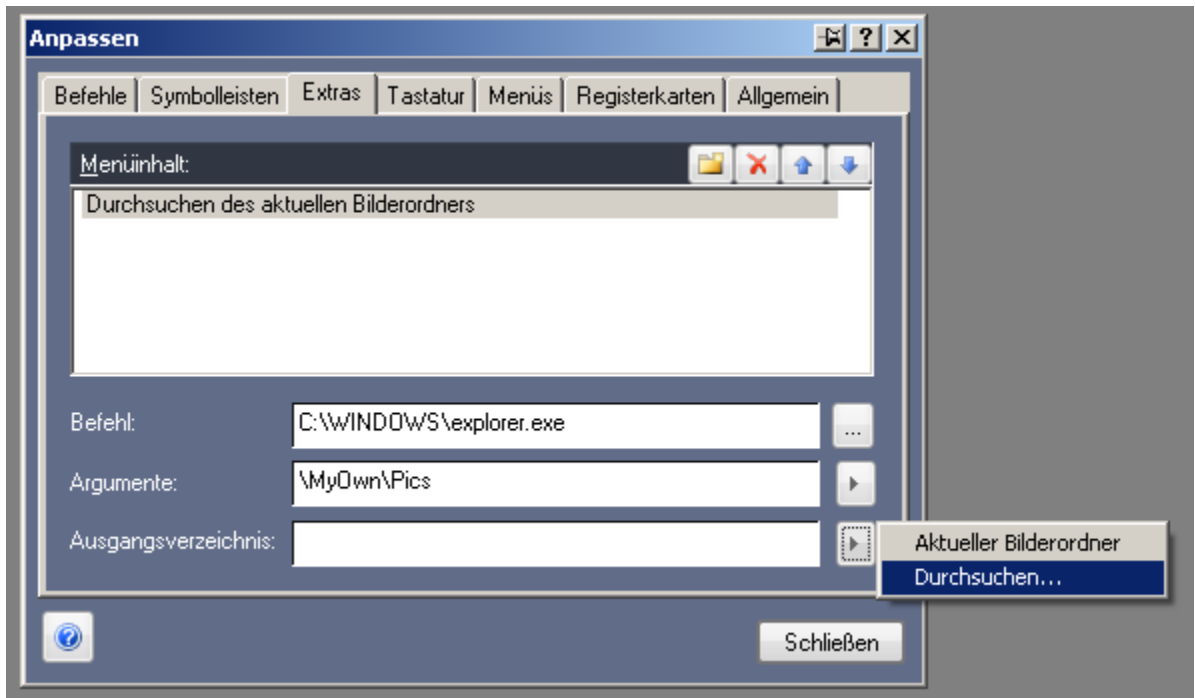 Anpassen
?
Befehle Symbolleisten Extras Tastatur Menüs Registerkarten Allgemein
Menüinhalt:
Durchsuchen des aktuellen Bilderordners
Befehl: C:\WINDOWS\explorer.exe ...
Argumente: \MyOwn\Pics
Ausgangsverzeichnis:
Aktueller Bilderordner
Durchsuchen...
?
Schließen